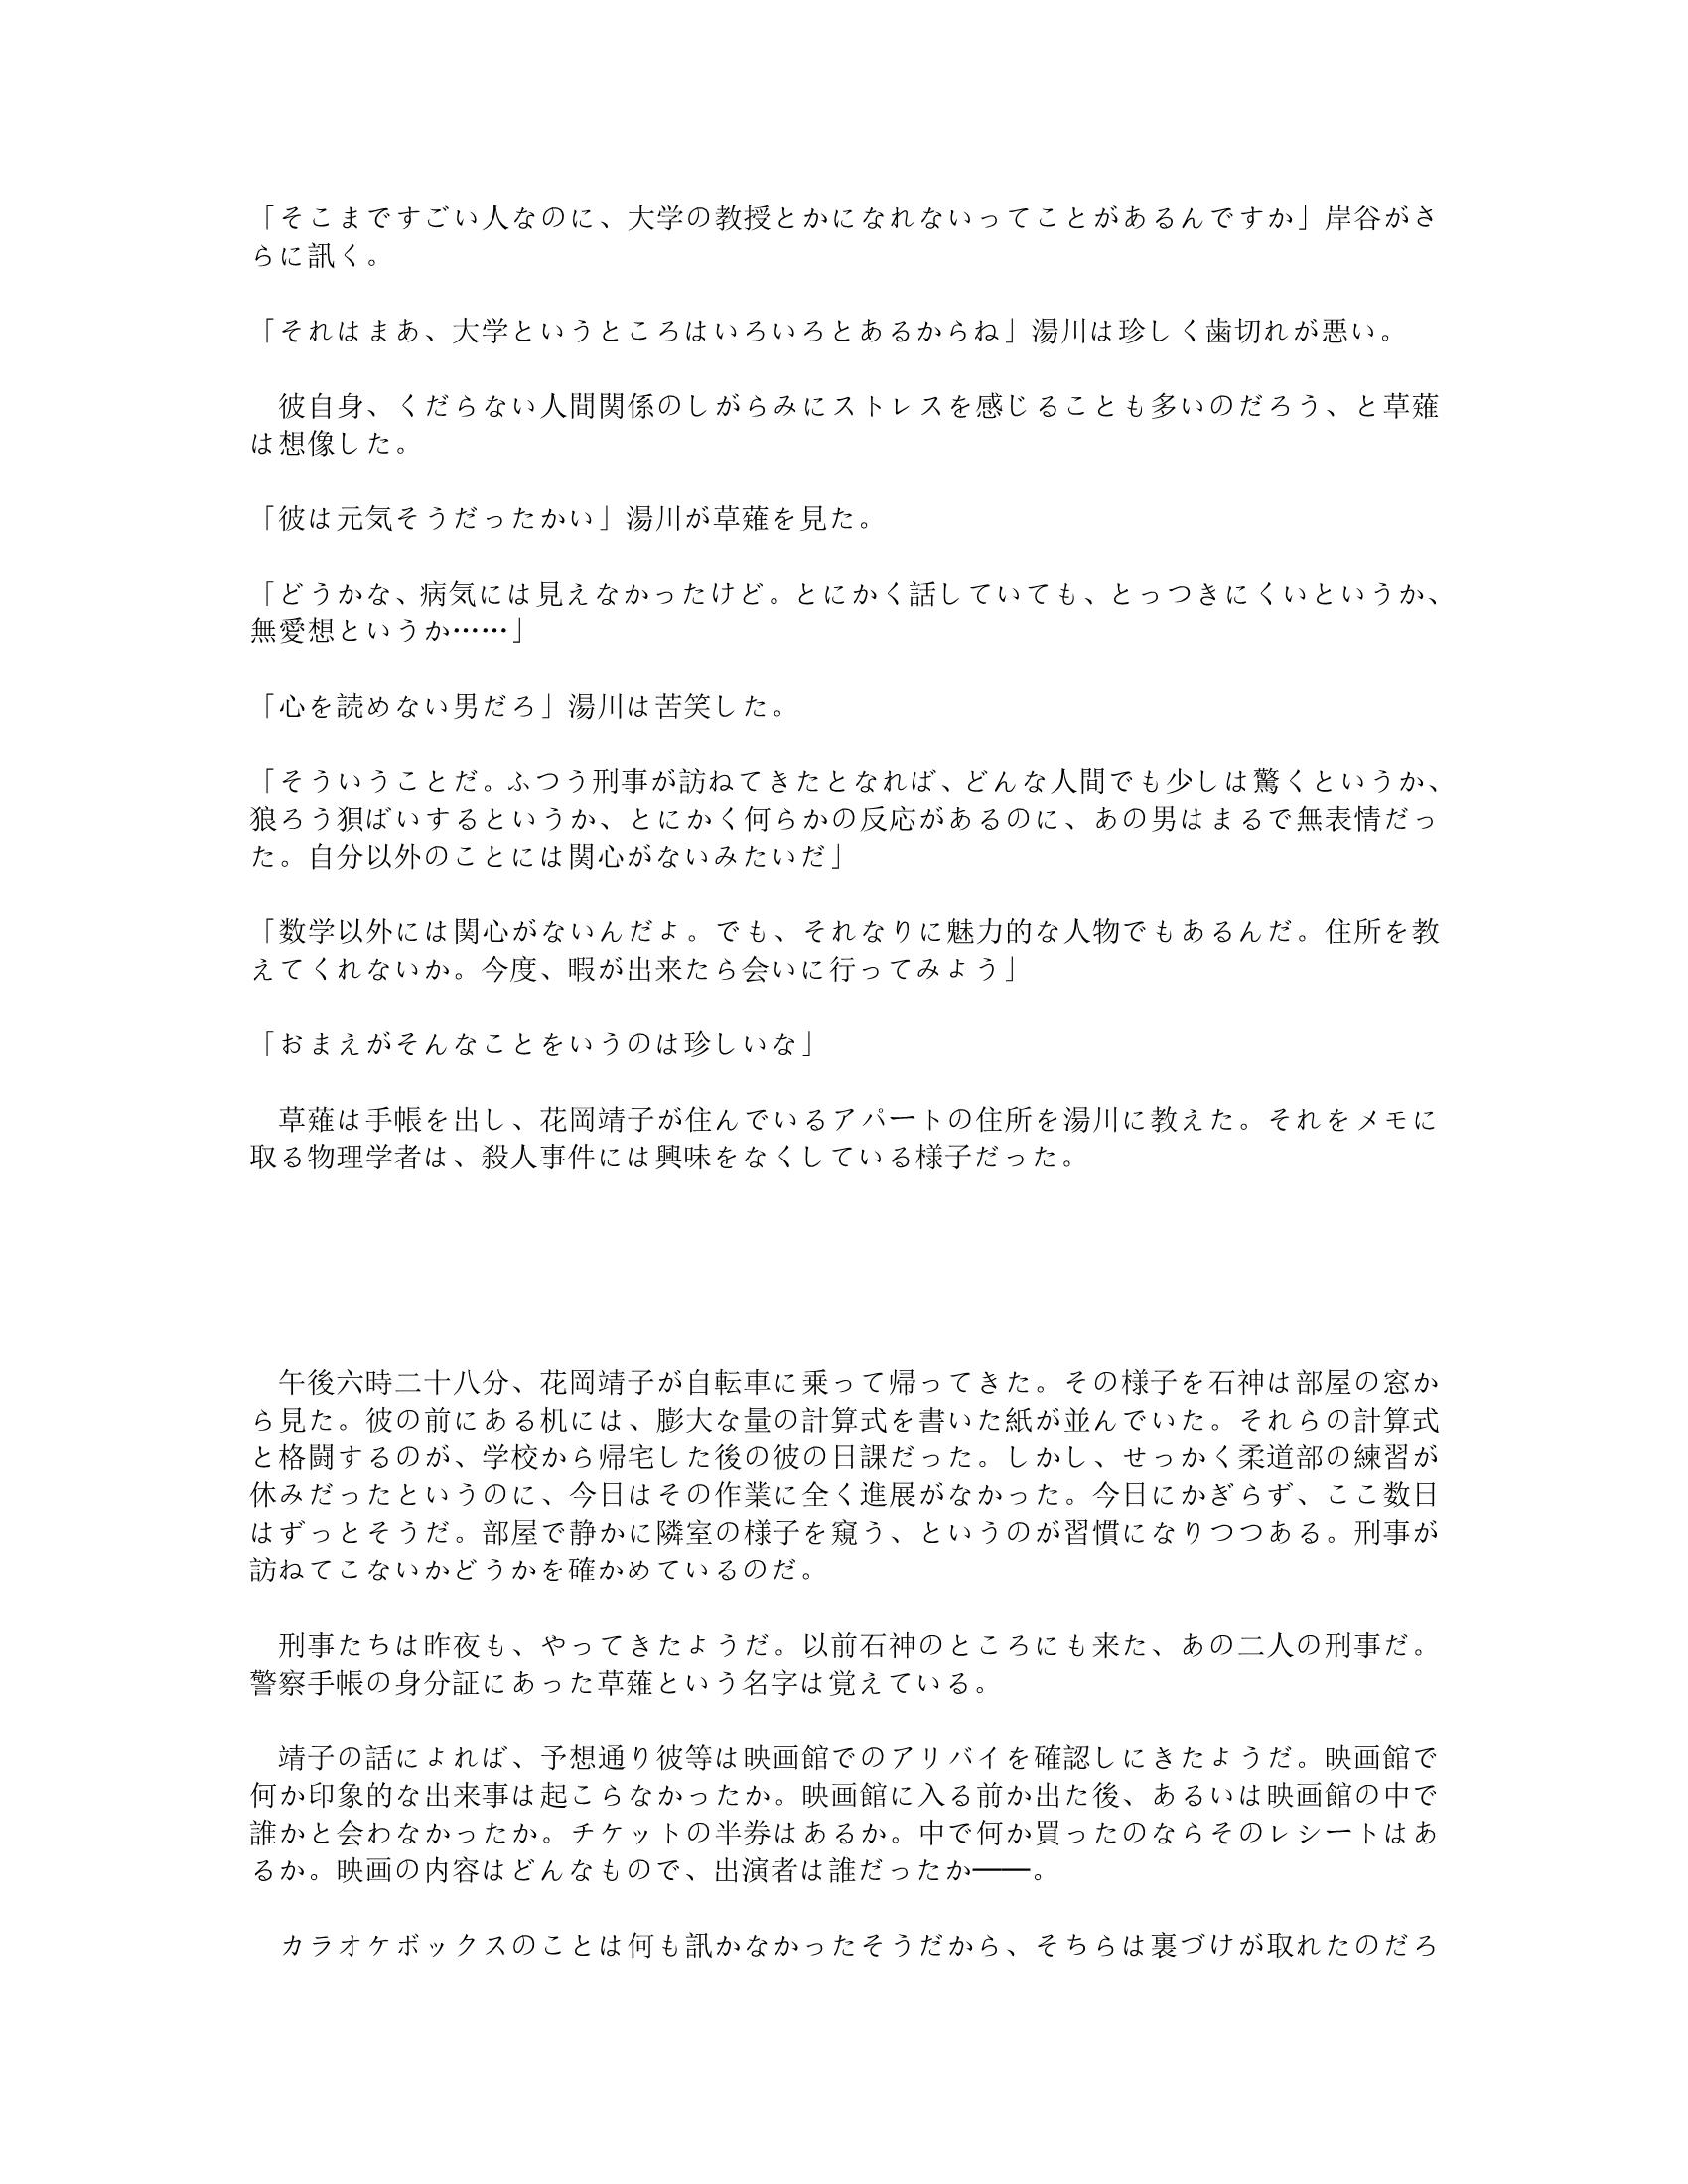 「そこまですごい人なのに、大学の教授とかになれないってことがあるんですか」岸谷がさ
らに訊く。
「それはまあ、大学というところはいろいろとあるからね」湯川は珍しく歯切れが悪い。
　彼自身、くだらない人間関係のしがらみにストレスを感じることも多いのだろう、と草薙
は想像した。
「彼は元気そうだったかい」湯川が草薙を見た。
「どうかな、病気には見えなかったけど。とにかく話していても、とっつきにくいというか、
無愛想というか……」
「心を読めない男だろ」湯川は苦笑した。
「そういうことだ。ふつう刑事が訪ねてきたとなれば、どんな人間でも少しは驚くというか、
狼ろう狽ばいするというか、とにかく何らかの反応があるのに、あの男はまるで無表情だっ
た。自分以外のことには関心がないみたいだ」
「数学以外には関心がないんだよ。でも、それなりに魅力的な人物でもあるんだ。住所を教
えてくれないか。今度、暇が出来たら会いに行ってみよう」
「おまえがそんなことをいうのは珍しいな」
　草薙は手帳を出し、花岡靖子が住んでいるアパートの住所を湯川に教えた。それをメモに
取る物理学者は、殺人事件には興味をなくしている様子だった。
　午後六時二十八分、花岡靖子が自転車に乗って帰ってきた。その様子を石神は部屋の窓か
ら見た。彼の前にある机には、膨大な量の計算式を書いた紙が並んでいた。それらの計算式
と格闘するのが、学校から帰宅した後の彼の日課だった。しかし、せっかく柔道部の練習が
休みだったというのに、今日はその作業に全く進展がなかった。今日にかぎらず、ここ数日
はずっとそうだ。部屋で静かに隣室の様子を窺う、というのが習慣になりつつある。刑事が
訪ねてこないかどうかを確かめているのだ。
　刑事たちは昨夜も、やってきたようだ。以前石神のところにも来た、あの二人の刑事だ。
警察手帳の身分証にあった草薙という名字は覚えている。
　靖子の話によれば、予想通り彼等は映画館でのアリバイを確認しにきたようだ。映画館で
何か印象的な出来事は起こらなかったか。映画館に入る前か出た後、あるいは映画館の中で
誰かと会わなかったか。チケットの半券はあるか。中で何か買ったのならそのレシートはあ
るか。映画の内容はどんなもので、出演者は誰だったか――。
　カラオケボックスのことは何も訊かなかったそうだから、そちらは裏づけが取れたのだろ